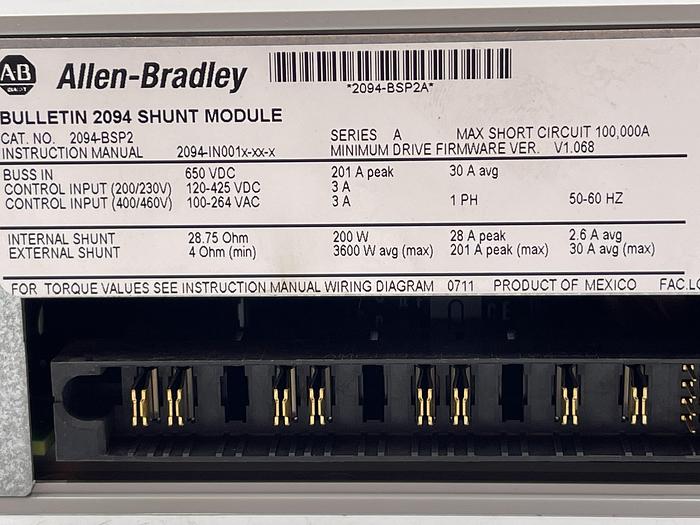 AB
QUALITY
Allen-Bradley
*2094-BSP2A*
BULLETIN 2094 SHUNT MODULE
CAT. NO. 2094-BSP2 SERIES A MAX SHORT CIRCUIT 100,000A
INSTRUCTION MANUAL 2094-IN001x-xx-x MINIMUM DRIVE FIRMWARE VER. V1.068
BUSS IN 650 VDC 201 A peak 30 A avg
CONTROL INPUT (200/230V) 120-425 VDC 3 A
CONTROL INPUT (400/460V) 100-264 VAC 3 A 1 PH 50-60 HZ
INTERNAL SHUNT 28.75 Ohm 200 W 28 A peak 2.6 A avg
EXTERNAL SHUNT 4 Ohm (min) 3600 W avg (max) 201 A peak (max) 30 A avg (max)
FOR TORQUE VALUES SEE INSTRUCTION MANUAL WIRING DIAGRAM 0711 PRODUCT OF MEXICO FAC.